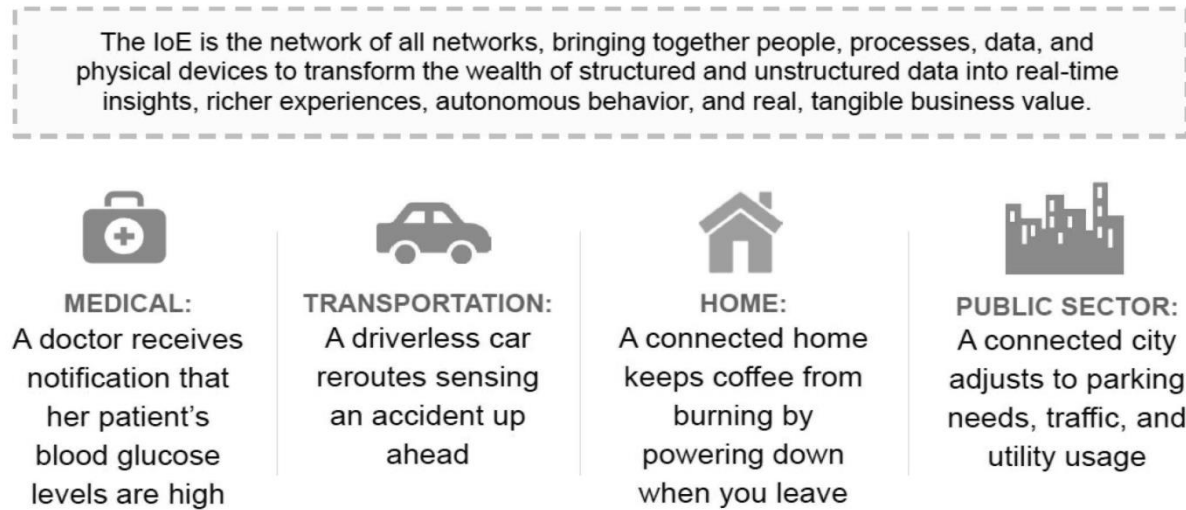 The IoE is the network of all networks, bringing together people, processes, data, and
physical devices to transform the wealth of structured and unstructured data into real-time
insights, richer experiences, autonomous behavior, and real, tangible business value.
MEDICAL:
A doctor receives
notification that
her patient's
blood glucose
levels are high
TRANSPORTATION:
A driverless car
reroutes sensing
an accident up
ahead
HOME:
A connected home
keeps coffee from
burning by
powering down
when you leave
PUBLIC SECTOR:
A connected city
adjusts to parking
needs, traffic, and
utility usage